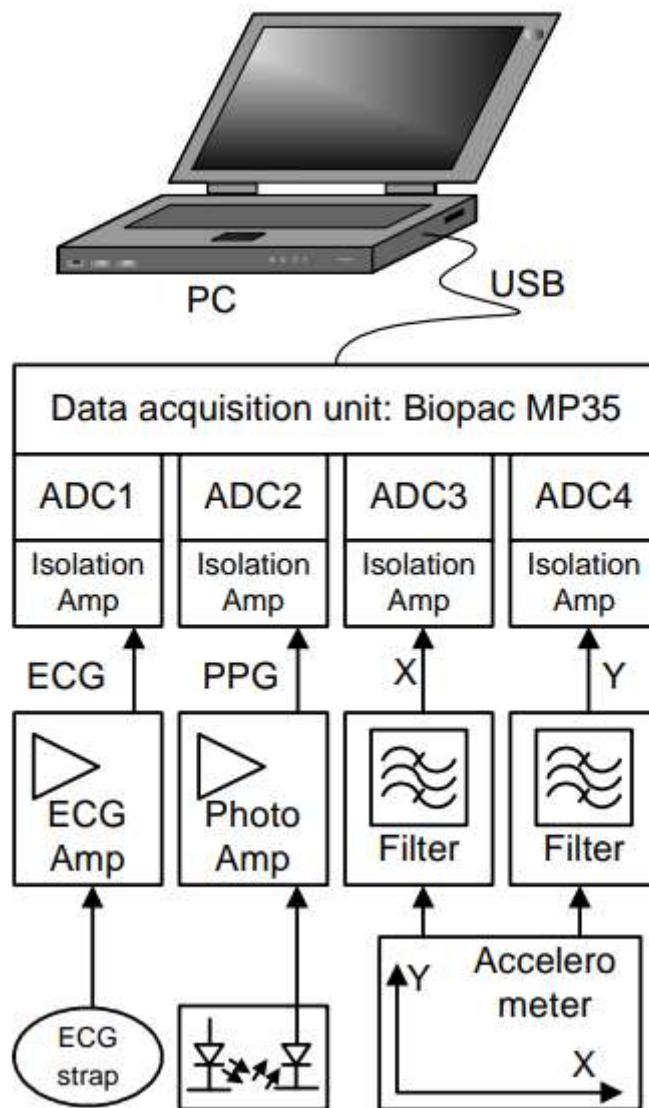 PC
USB
Data acquisition unit: Biopac MP35
ADC1
ADC2
ADC3
ADC4
Isolation
Amp
Isolation
Amp
Isolation
Amp
Isolation
Amp
ECG
PPG
X
Y
ECG
Amp
Photo
Amp
Filter
Filter
ECG
strap
Accelero
meter
Y
X